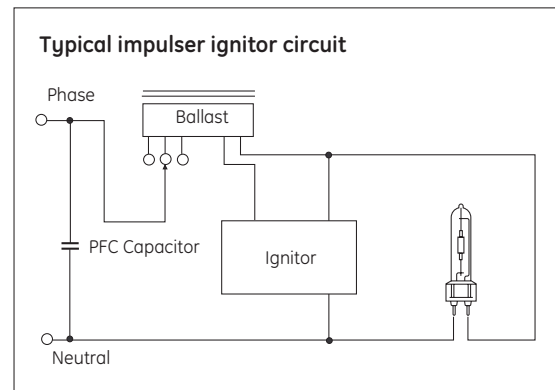 Typical impulser ignitor circuit
Phase
Ballast
PFC Capacitor
Ignitor
Neutral